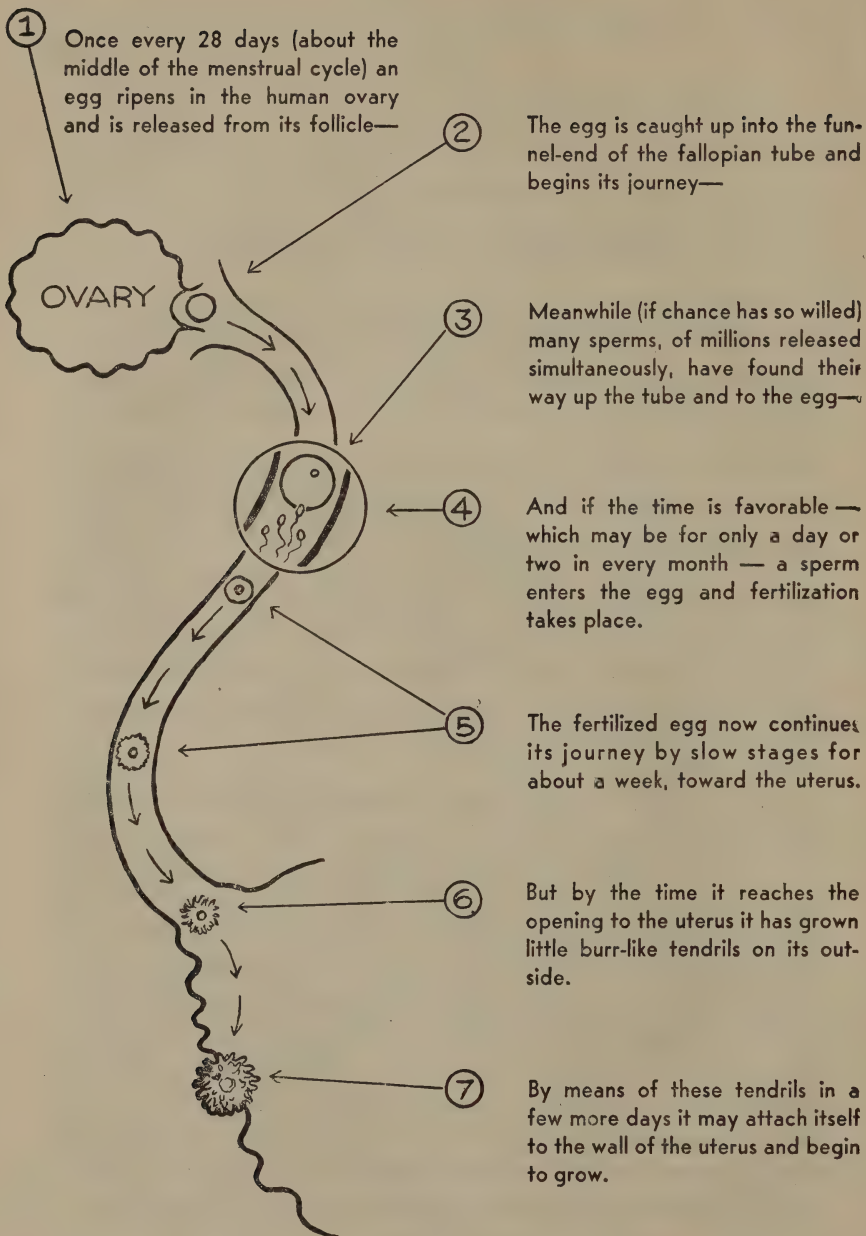 1
Once every 28 days (about the
middle of the menstrual cycle) an
egg ripens in the human ovary
and is released from its follicle—
2
The egg is caught up into the fun-
nel-end of the fallopian tube and
begins its journey—
OVARY
3
Meanwhile (if chance has so willed)
many sperms, of millions released
simultaneously, have found their
way up the tube and to the egg—
4
And if the time is favorable —
which may be for only a day or
two in every month — a sperm
enters the egg and fertilization
takes place.
5
The fertilized egg now continues
its journey by slow stages for
about a week, toward the uterus.
6
But by the time it reaches the
opening to the uterus it has grown
little burr-like tendrils on its out-
side.
7
By means of these tendrils in a
few more days it may attach itself
to the wall of the uterus and begin
to grow.